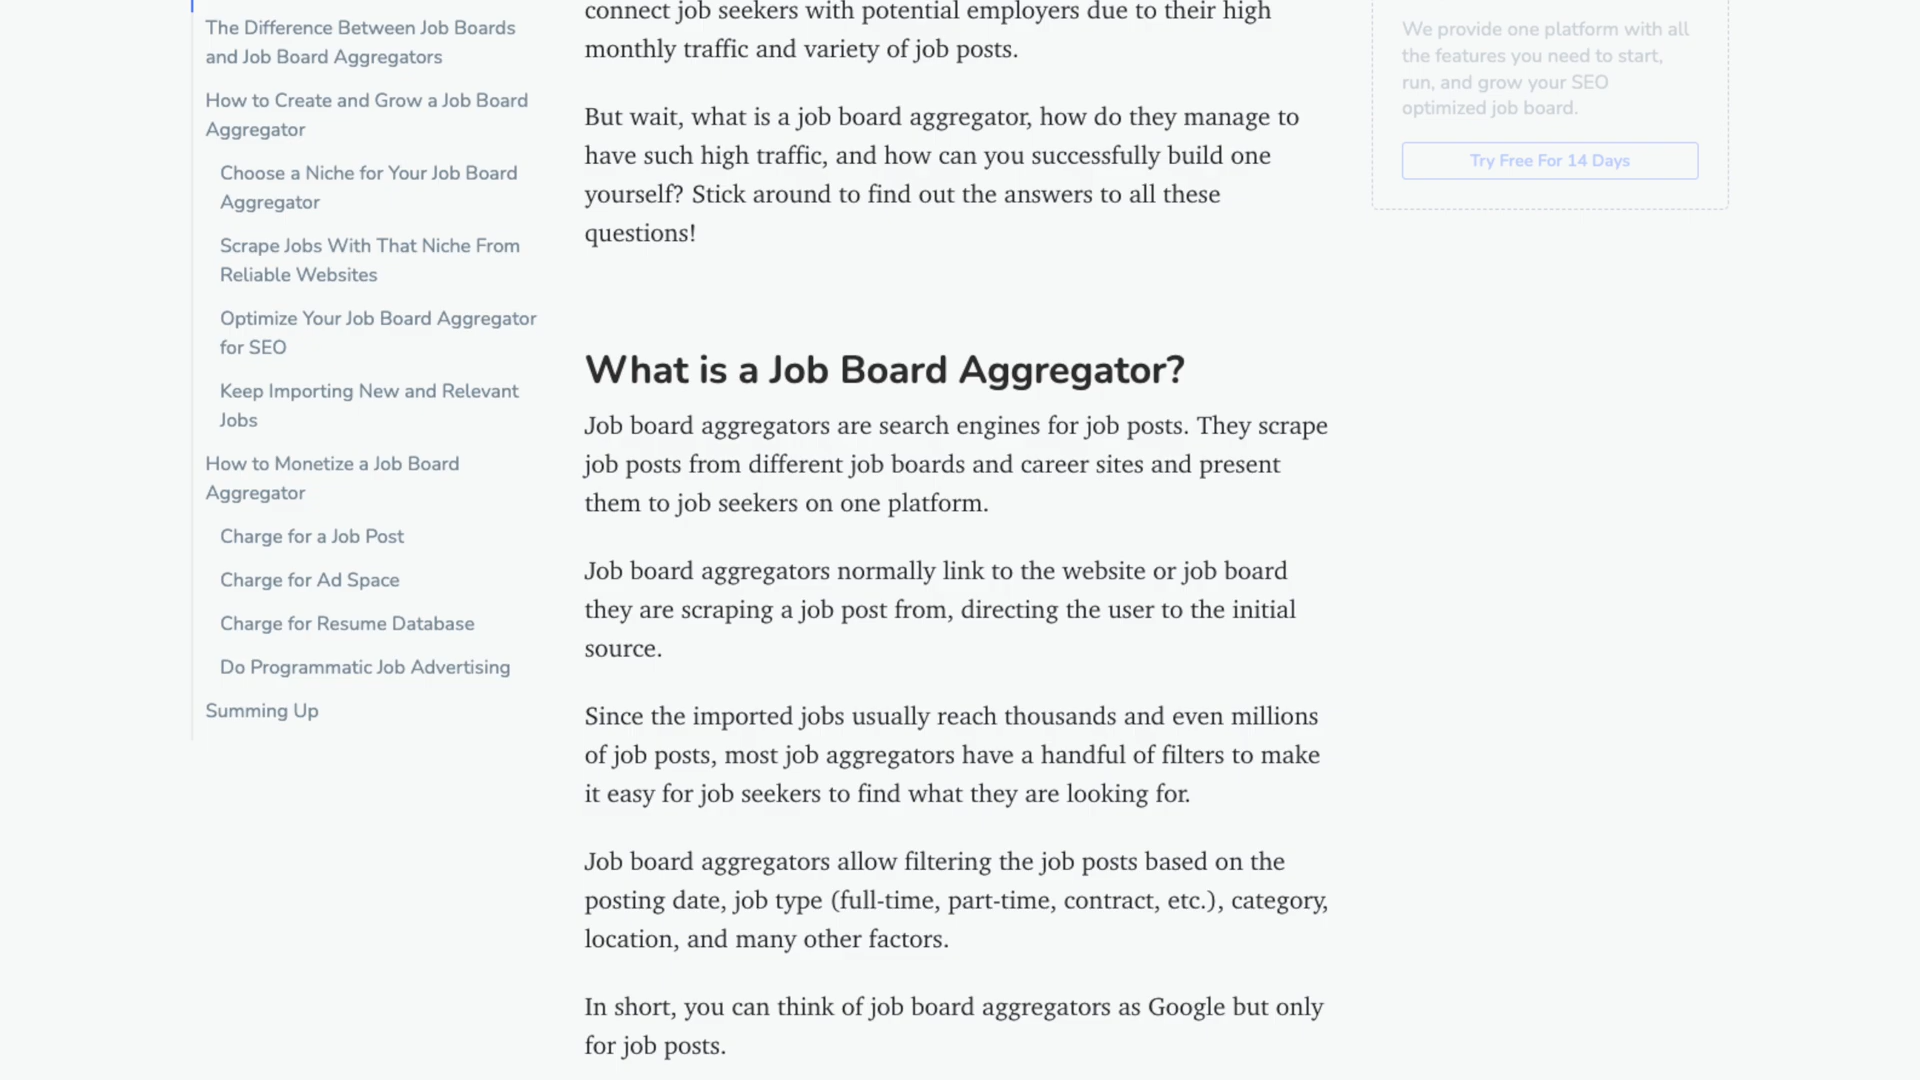 The Difference Between Job Boards
and Job Board Aggregators
How to Create and Grow a Job Board
Aggregator
Choose a Niche for Your Job Board
Aggregator
Scrape Jobs With That Niche From
Reliable Websites
Optimize Your Job Board Aggregator
for SEO
Keep Importing New and Relevant
Jobs
How to Monetize a Job Board
Aggregator
Charge for a Job Post
Charge for Ad Space
Charge for Resume Database
Do Programmatic Job Advertising
Summing Up
connect job seekers with potential employers due to their high
monthly traffic and variety of job posts.
But wait, what is a job board aggregator, how do they manage to
have such high traffic, and how can you successfully build one
yourself? Stick around to find out the answers to all these
questions!
What is a Job Board Aggregator?
Job board aggregators are search engines for job posts. They scrape
job posts from different job boards and career sites and present
them to job seekers on one platform.
Job board aggregators normally link to the website or job board
they are scraping a job post from, directing the user to the initial
source.
Since the imported jobs usually reach thousands and even millions
of job posts, most job aggregators have a handful of filters to make
it easy for job seekers to find what they are looking for.
Job board aggregators allow filtering the job posts based on the
posting date, job type (full-time, part-time, contract, etc.), category,
location, and many other factors.
In short, you can think of job board aggregators as Google but only
for job posts.
We provide one platform with all
the features you need to start,
run, and grow your SEO
optimized job board.
Try Free For 14 Days